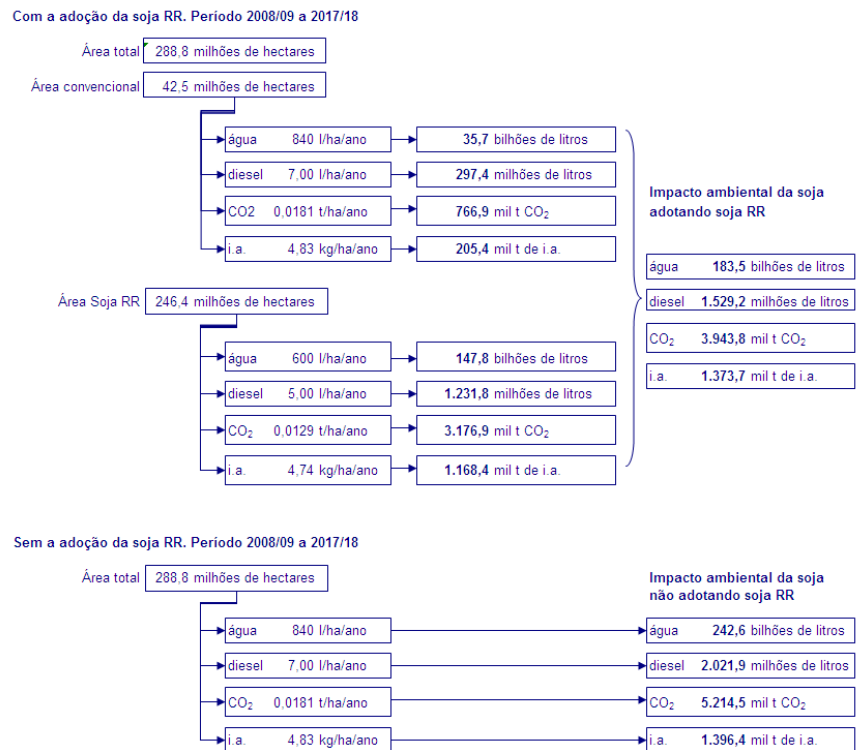 Com a adoção da soja RR. Período 2008/09 a 2017/18
Área total 288,8 milhões de hectares
Área convencional 42,5 milhões de hectares
água 840 l/ha/ano 35,7 bilhões de litros
diesel 7,00 l/ha/ano 297,4 milhões de litros
CO2 0,0181 t/ha/ano 766,9 mil t CO₂
i.a. 4,83 kg/ha/ano 205,4 mil t de i.a.
Área Soja RR 246,4 milhões de hectares
água 600 l/ha/ano 147,8 bilhões de litros
diesel 5,00 l/ha/ano 1.231,8 milhões de litros
CO₂ 0,0129 t/ha/ano 3.176,9 mil t CO₂
i.a. 4,74 kg/ha/ano 1.168,4 mil t de i.a.
Impacto ambiental da soja
adotando soja RR
água 183,5 bilhões de litros
diesel 1.529,2 milhões de litros
CO₂ 3.943,8 mil t CO₂
i.a. 1.373,7 mil t de i.a.
Sem a adoção da soja RR. Período 2008/09 a 2017/18
Área total 288,8 milhões de hectares
Impacto ambiental da soja
não adotando soja RR
água 840 l/ha/ano água 242,6 bilhões de litros
diesel 7,00 l/ha/ano diesel 2.021,9 milhões de litros
CO₂ 0,0181 t/ha/ano CO₂ 5.214,5 mil t CO₂
i.a. 4,83 kg/ha/ano i.a. 1.396,4 mil t de i.a.